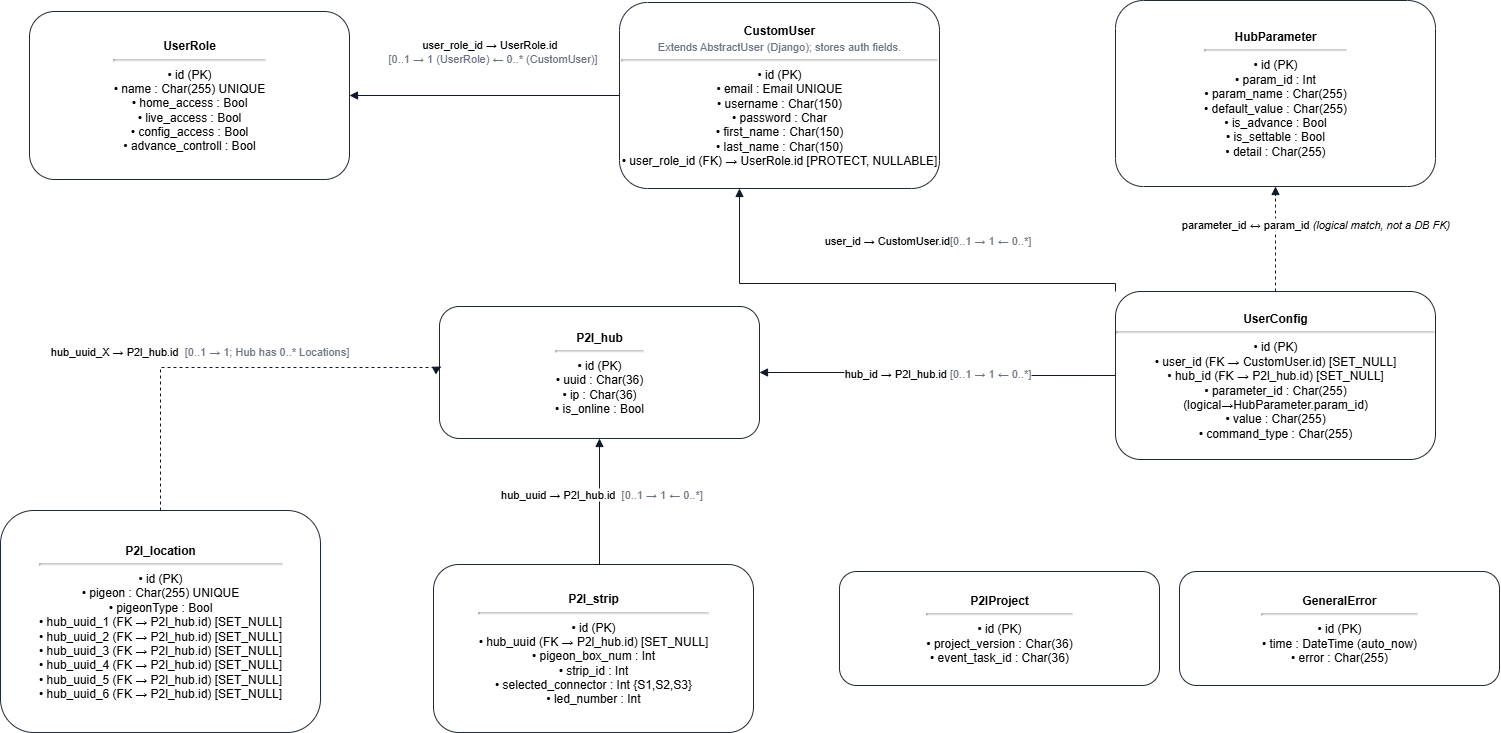 UserRole
• id (PK)
• name : Char(255) UNIQUE
• home_access : Bool
• live_access : Bool
• config_access : Bool
• advance_controll : Bool
user_role_id → UserRole.id
[0..1 → 1 (UserRole) ← 0..* (CustomUser)]
CustomUser
Extends AbstractUser (Django); stores auth fields.
• id (PK)
• email : Email UNIQUE
• username : Char(150)
• password : Char
• first_name : Char(150)
• last_name : Char(150)
• user_role_id (FK) → UserRole.id [PROTECT, NULLABLE]
HubParameter
• id (PK)
• param_id : Int
• param_name : Char(255)
• default_value : Char(255)
• is_advance : Bool
• is_settable : Bool
• detail : Char(255)
parameter_id ↔ param_id (logical match, not a DB FK)
user_id → CustomUser.id[0..1 → 1 ← 0..*]
UserConfig
• id (PK)
• user_id (FK → CustomUser.id) [SET_NULL]
• hub_id (FK → P2I_hub.id) [SET_NULL]
• parameter_id : Char(255)
(logical→HubParameter.param_id)
• value : Char(255)
• command_type : Char(255)
P2I_hub
• id (PK)
• uuid : Char(36)
• ip : Char(36)
• is_online : Bool
hub_id → P2I_hub.id [0..1 → 1 ← 0..*]
hub_uuid_X → P2I_hub.id [0..1 → 1; Hub has 0..* Locations]
hub_uuid → P2I_hub.id [0..1 → 1 ← 0..*]
P2I_location
• id (PK)
• pigeon : Char(255) UNIQUE
• pigeonType : Bool
• hub_uuid_1 (FK → P2I_hub.id) [SET_NULL]
• hub_uuid_2 (FK → P2I_hub.id) [SET_NULL]
• hub_uuid_3 (FK → P2I_hub.id) [SET_NULL]
• hub_uuid_4 (FK → P2I_hub.id) [SET_NULL]
• hub_uuid_5 (FK → P2I_hub.id) [SET_NULL]
• hub_uuid_6 (FK → P2I_hub.id) [SET_NULL]
P2I_strip
• id (PK)
• hub_uuid (FK → P2I_hub.id) [SET_NULL]
• pigeon_box_num : Int
• strip_id : Int
• selected_connector : Int {S1,S2,S3}
• led_number : Int
P2IProject
• id (PK)
• project_version : Char(36)
• event_task_id : Char(36)
GeneralError
• id (PK)
• time : DateTime (auto_now)
• error : Char(255)